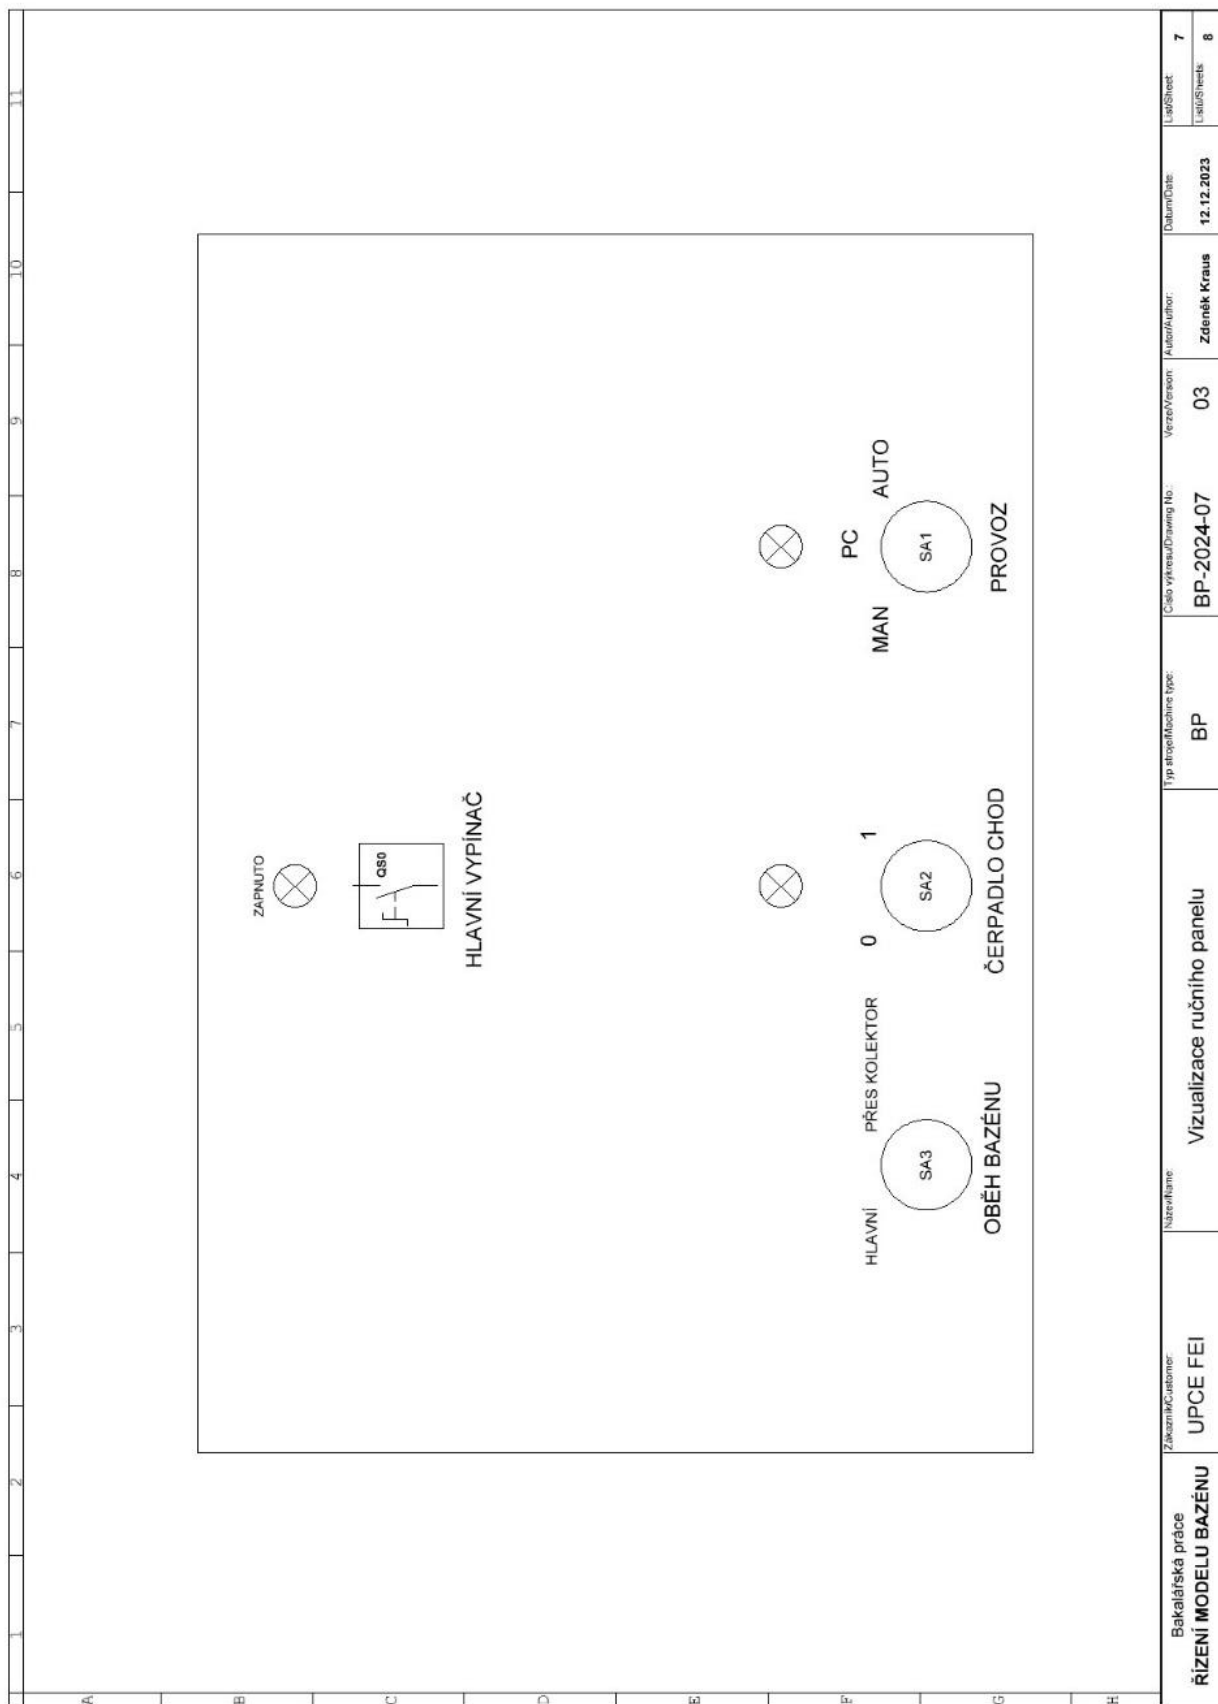 1 2 3 4 5 6 7 8 9 10 11
A
B
C
D
E
F
G
H
ZAPNUTO
QS0
HLAVNÍ VYPÍNAČ
PC
HLAVNÍ PŘES KOLEKTOR 0 1 MAN AUTO
SA3 SA2 SA1
OBĚH BAZÉNU ČERPADLO CHOD PROVOZ
Bakalářská práce
ŘÍZENÍ MODELU BAZÉNU
Zákazník/Customer:
UPCE FEI
Název/Name:
Vizualizace ručního panelu
Typ stroje/Machine type:
BP
Číslo výkresu/Drawing No.:
BP-2024-07
Verze/Version:
03
Autor/Author:
Zdeněk Kraus
Datum/Date:
12.12.2023
List/Sheet:
7
Listů/Sheets:
8